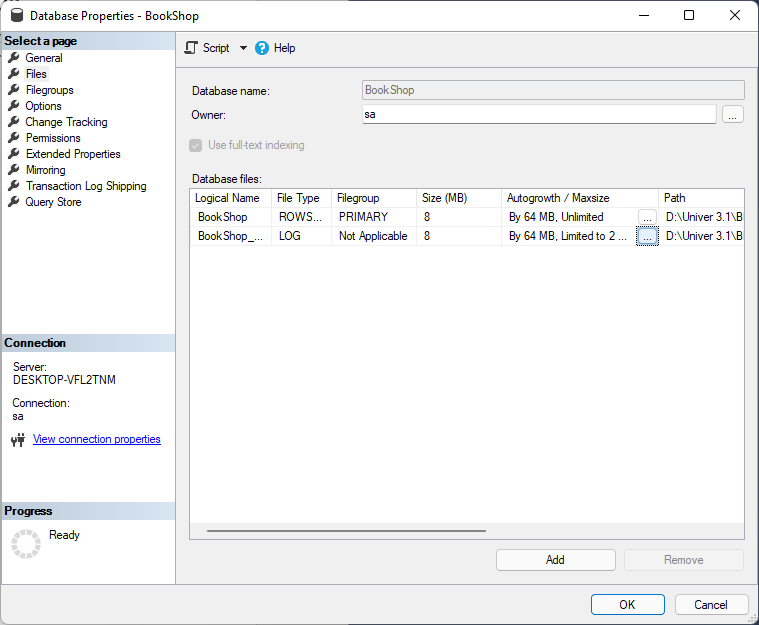 Database Properties - BookShop
Select a page
General
Files
Filegroups
Options
Change Tracking
Permissions
Extended Properties
Mirroring
Transaction Log Shipping
Query Store
Connection
Server:
DESKTOP-VFL2TNM
Connection:
sa
View connection properties
Progress
Ready
Script
Help
Database name: BookShop
Owner: sa ...
Use full-text indexing
Database files:
Logical Name File Type Filegroup Size (MB) Autogrowth / Maxsize Path
BookShop ROWS... PRIMARY 8 By 64 MB, Unlimited ... D:\Univer 3.1\
BookShop_... LOG Not Applicable 8 By 64 MB, Limited to 2 ... ... D:\Univer 3.1\
Add Remove
OK Cancel